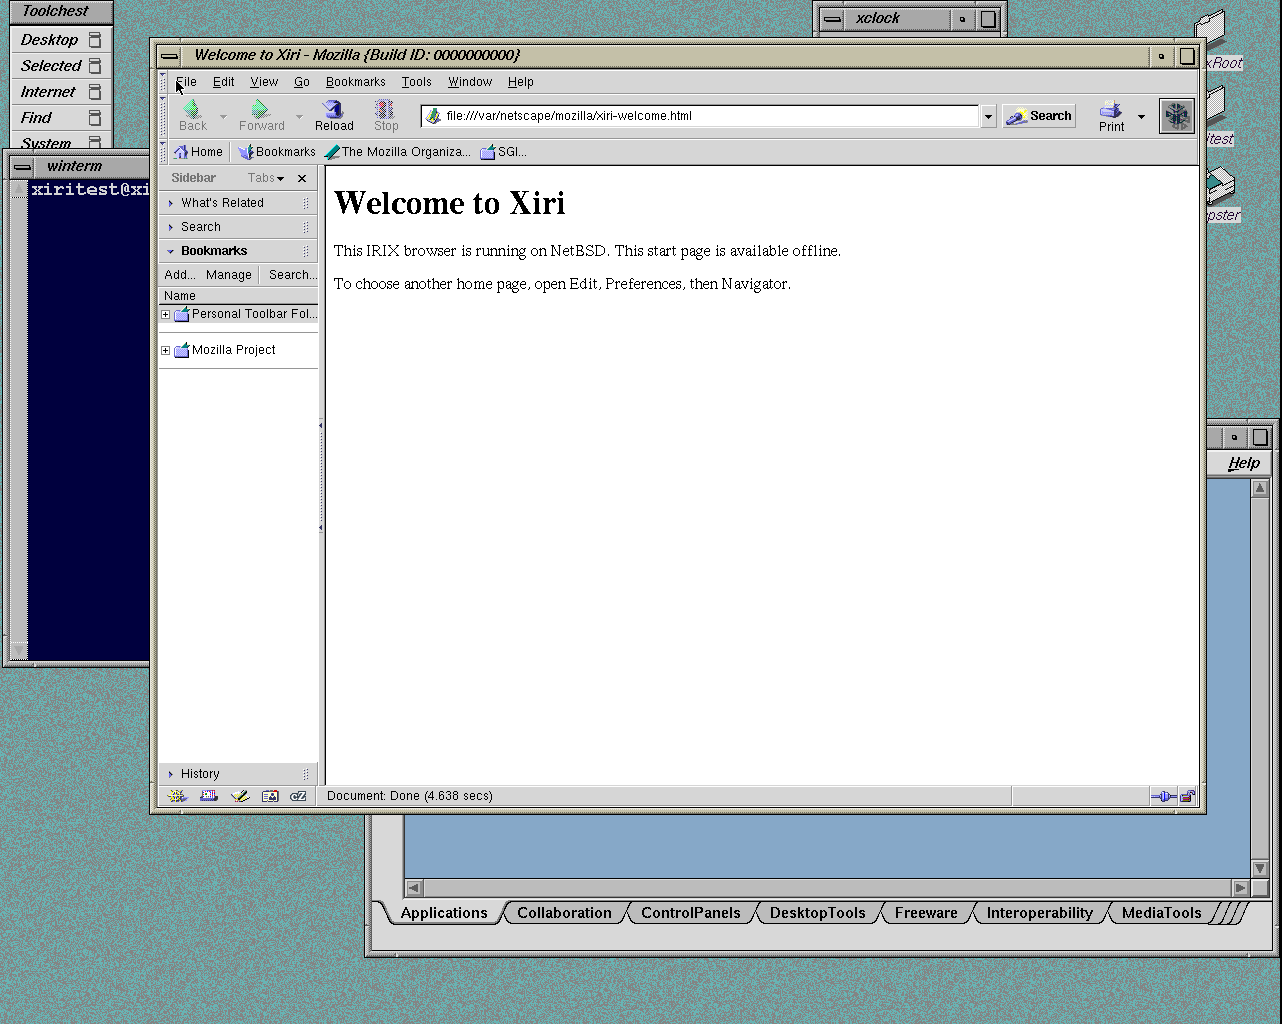 Toolchest
Desktop
Selected
Internet
Find
System
xclock
Welcome to Xiri - Mozilla {Build ID: 0000000000}
File Edit View Go Bookmarks Tools Window Help
Back Forward Reload Stop
file:///var/netscape/mozilla/xiri-welcome.html
Search
Print
Home Bookmarks The Mozilla Organiza... SGI...
winterm
xiritest@xi
Sidebar Tabs
What's Related
Search
Bookmarks
Add... Manage Search...
Name
Personal Toolbar Fol...
Mozilla Project
History
cZ
Welcome to Xiri
This IRIX browser is running on NetBSD. This start page is available offline.
To choose another home page, open Edit, Preferences, then Navigator.
Document: Done (4.638 secs)
xRoot
itest
pster
Help
Applications Collaboration ControlPanels DesktopTools Freeware Interoperability MediaTools